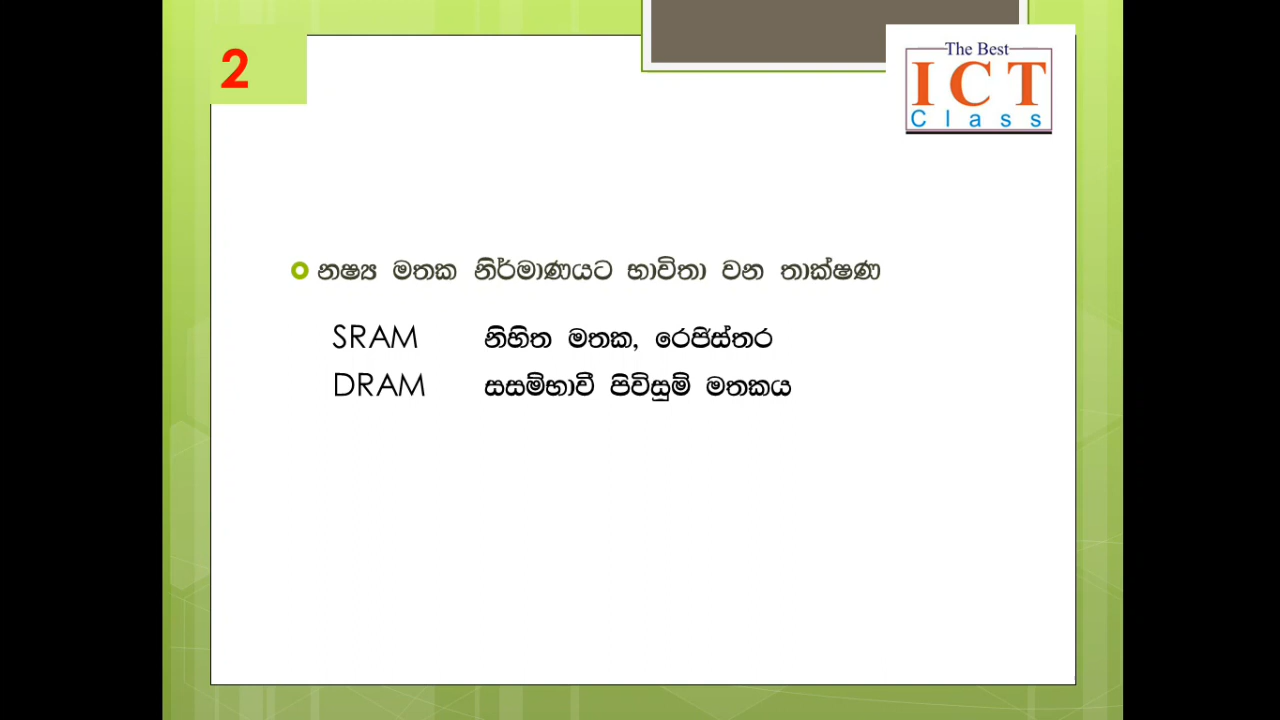 2
The Best
ICT
Class
නෂ්‍ය මතක නිර්මාණයට භාවිතා වන තාක්ෂණ
SRAM නිහිත මතක, රෙජිස්තර
DRAM සසම්භාවී පිවිසුම් මතකය